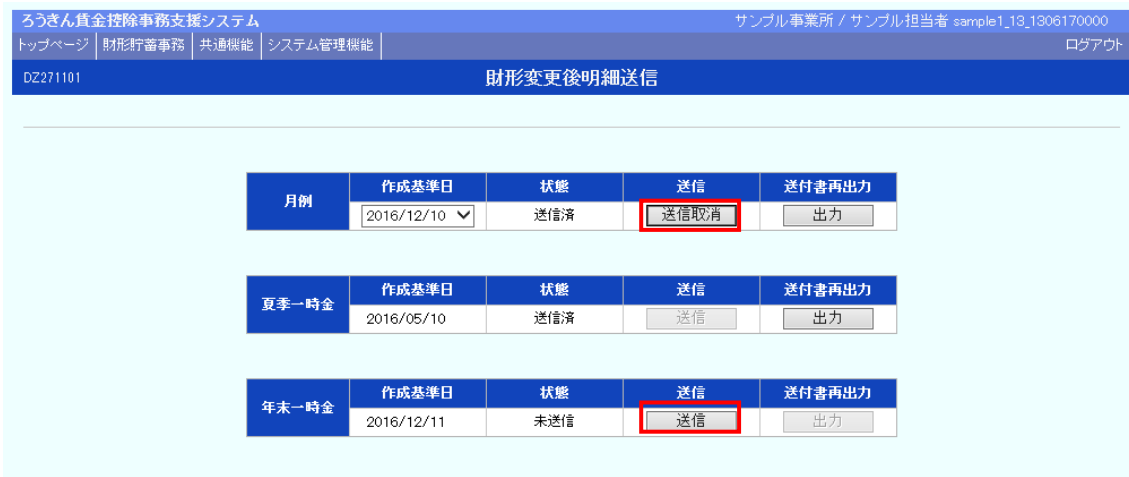 ろうきん賃金控除事務支援システム サンプル事業所 / サンプル担当者 sample1_13_1306170000
トップページ 財形貯蓄事務 共通機能 システム管理機能 ログアウト
DZ271101 財形変更後明細送信
月例 作成基準日 状態 送信 送付書再出力
2016/12/10 送信済 送信取消 出力
夏季一時金 作成基準日 状態 送信 送付書再出力
2016/05/10 送信済 送信 出力
年末一時金 作成基準日 状態 送信 送付書再出力
2016/12/11 未送信 送信 出力